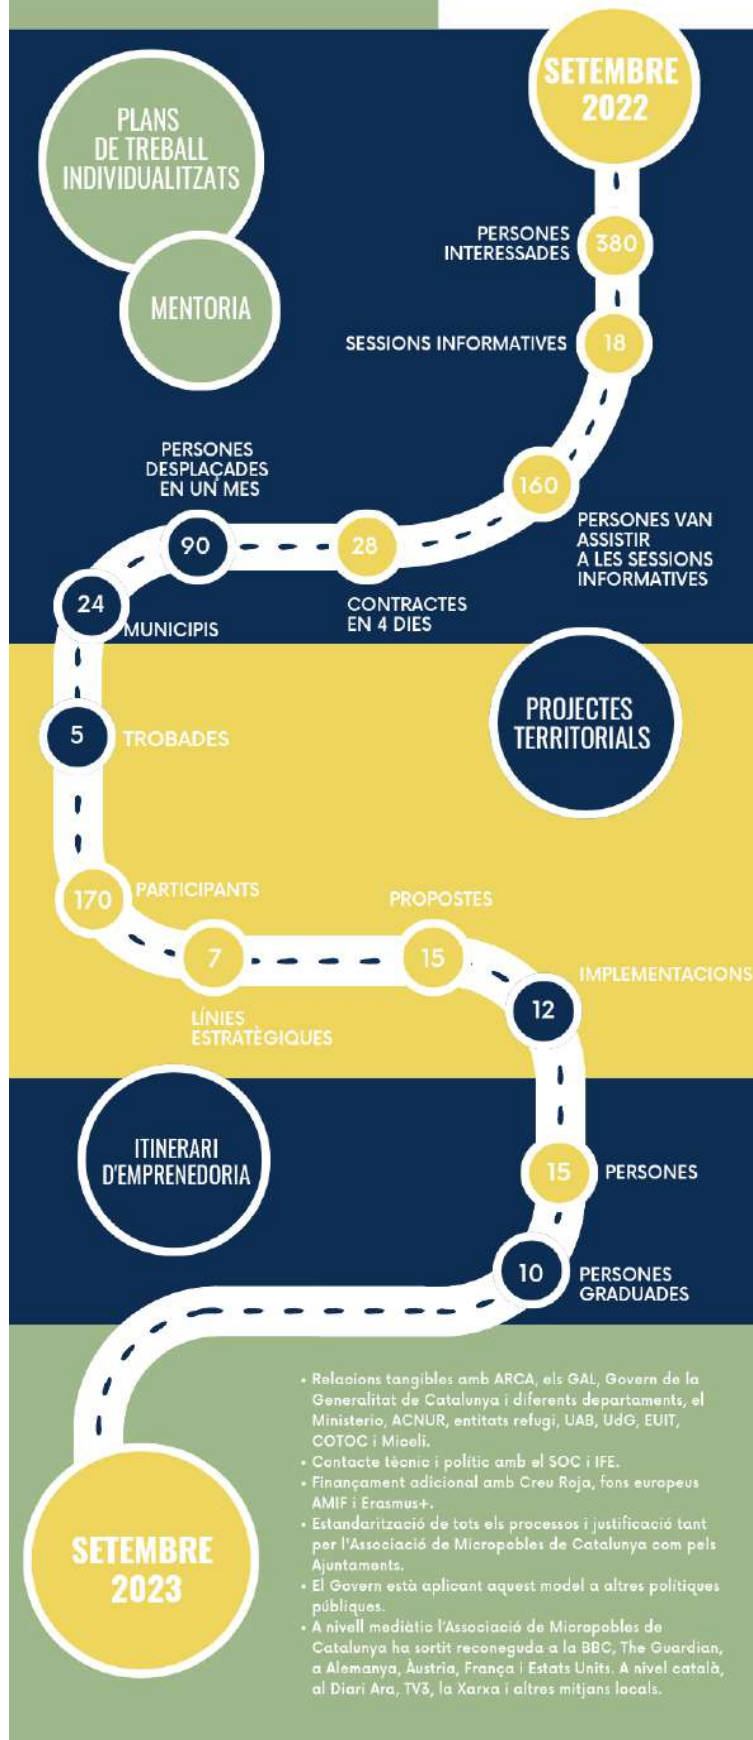 SETEMBRE
2022
PLANS
DE TREBALL
INDIVIDUALITZATS
MENTORIA
PERSONES
INTERESSADES
380
SESSIONS INFORMATIVES
18
160
PERSONES VAN
ASSISTIR
A LES SESSIONS
INFORMATIVES
28
CONTRACTES
EN 4 DIES
PERSONES
DESPLAÇADES
EN UN MES
90
24
MUNICIPIS
PROJECTES
TERRITORIALS
5
TROBADES
170
PARTICIPANTS
7
LÍNIES
ESTRATÈGIQUES
PROPOSTES
15
IMPLEMENTACIONS
12
ITINERARI
D'EMPRENEDORIA
15
PERSONES
10
PERSONES
GRADUADES
• Relacions tangibles amb ARCA, els GAL, Govern de la
Generalitat de Catalunya i diferents departaments, el
Ministerio, ACNUR, entitats refugi, UAB, UdG, EUIT,
COTOC i Miceli.
• Contacte tècnic i polític amb el SOC i IFE.
• Finançament adicional amb Creu Roja, fons europeus
AMIF i Erasmus+.
• Estandarització de tots els processos i justificació tant
per l'Associació de Micropobles de Catalunya com pels
Ajuntaments.
• El Govern està aplicant aquest model a altres polítiques
públiques.
• A nivell mediàtic l'Associació de Micropobles de
Catalunya ha sortit reconeguda a la BBC, The Guardian,
a Alemanya, Àustria, França i Estats Units. A nivel català,
al Diari Ara, TV3, la Xarxa i altres mitjans locals.
SETEMBRE
2023